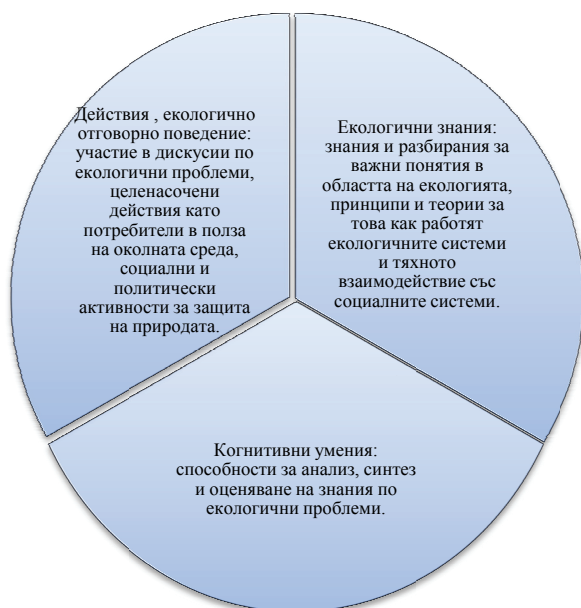 Действия , екологично
отговорно поведение:
участие в дискусии по
екологични проблеми,
целенасочени
действия като
потребители в полза
на околната среда,
социални и
политически
активности за защита
на природата.
Екологични знания:
знания и разбирания за
важни понятия в
областта на екологията,
принципи и теории за
това как работят
екологичните системи
и тяхното
взаимодействие със
социалните системи.
Когнитивни умения:
способности за анализ, синтез
и оценяване на знания по
екологични проблеми.